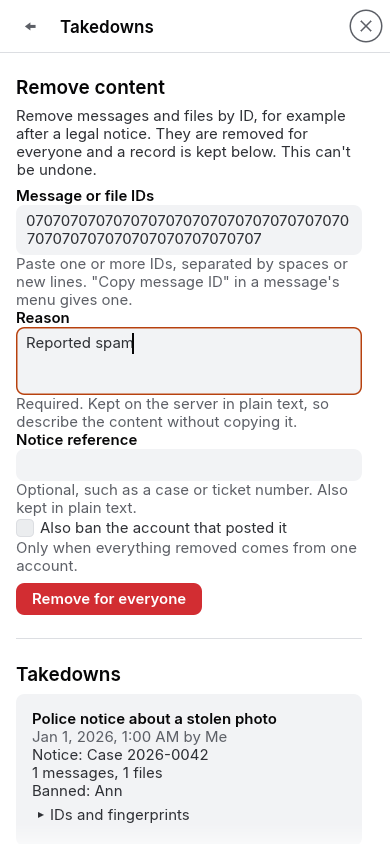 Takedowns
Remove content
Remove messages and files by ID, for example
after a legal notice. They are removed for
everyone and a record is kept below. This can't
be undone.
Message or file IDs
0707070707070707070707070707070707070
707070707070707070707070707
Paste one or more IDs, separated by spaces or
new lines. "Copy message ID" in a message's
menu gives one.
Reason
Reported spam
Required. Kept on the server in plain text, so
describe the content without copying it.
Notice reference
Optional, such as a case or ticket number. Also
kept in plain text.
Also ban the account that posted it
Only when everything removed comes from one
account.
Remove for everyone
Takedowns
Police notice about a stolen photo
Jan 1, 2026, 1:00 AM by Me
Notice: Case 2026-0042
1 messages, 1 files
Banned: Ann
IDs and fingerprints